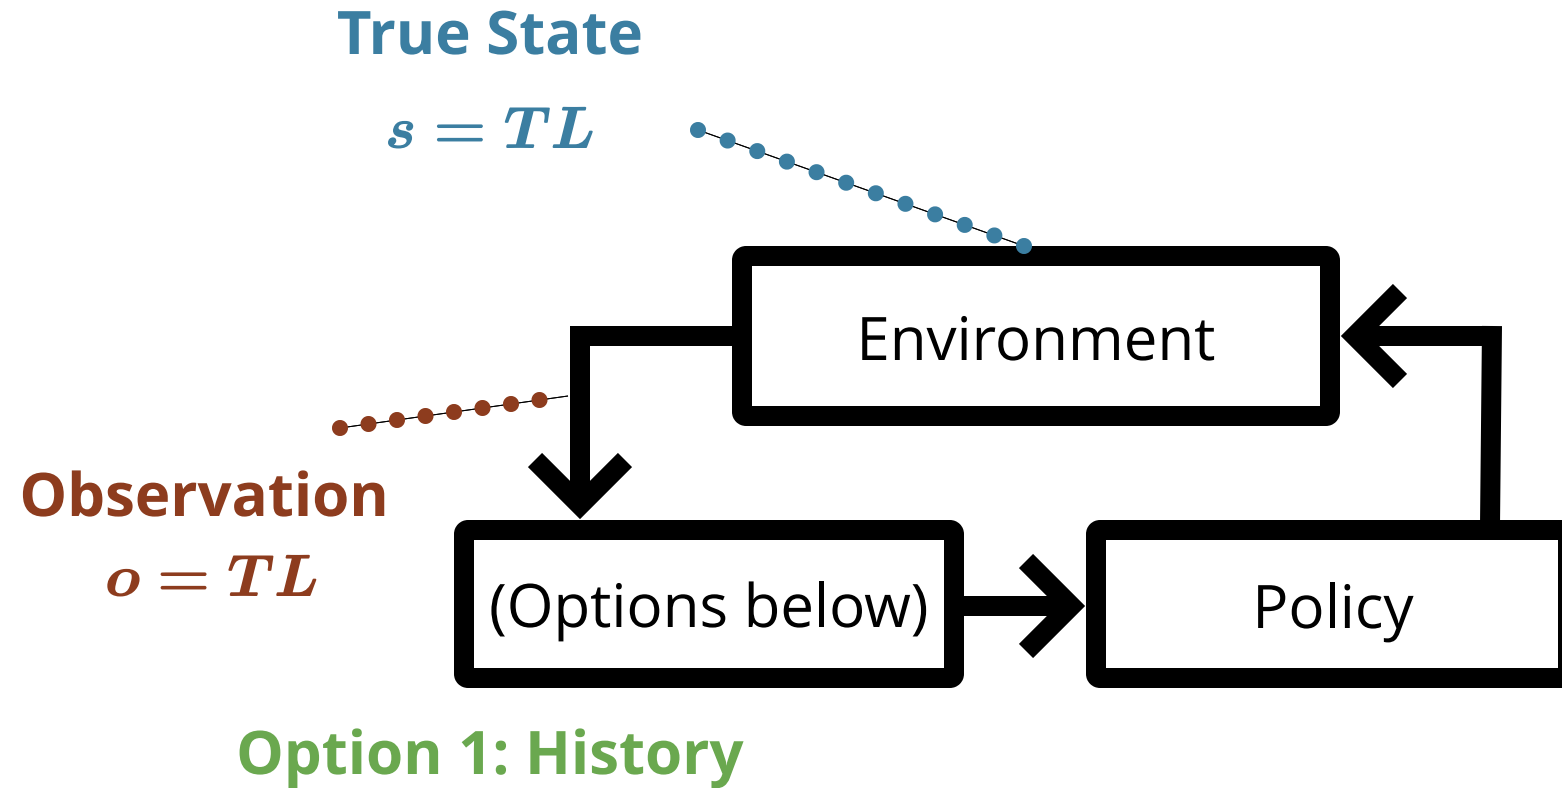 True State
s = TL
Environment
Observation
o = TL
(Options below)
Policy
Option 1: History